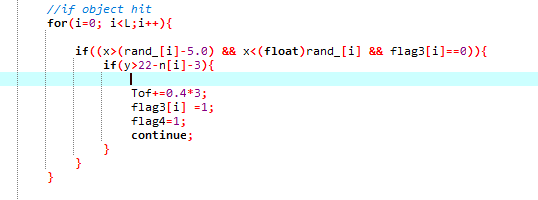 //if object hit
for(i=0; i<L;i++){
if((x>(rand_[i]-5.0) && x<(float)rand_[i] && flag3[i]==0)){
if(y>22-n[i]-3){
Tof+=0.4*3;
flag3[i] =1;
flag4=1;
continue;
}
}
}